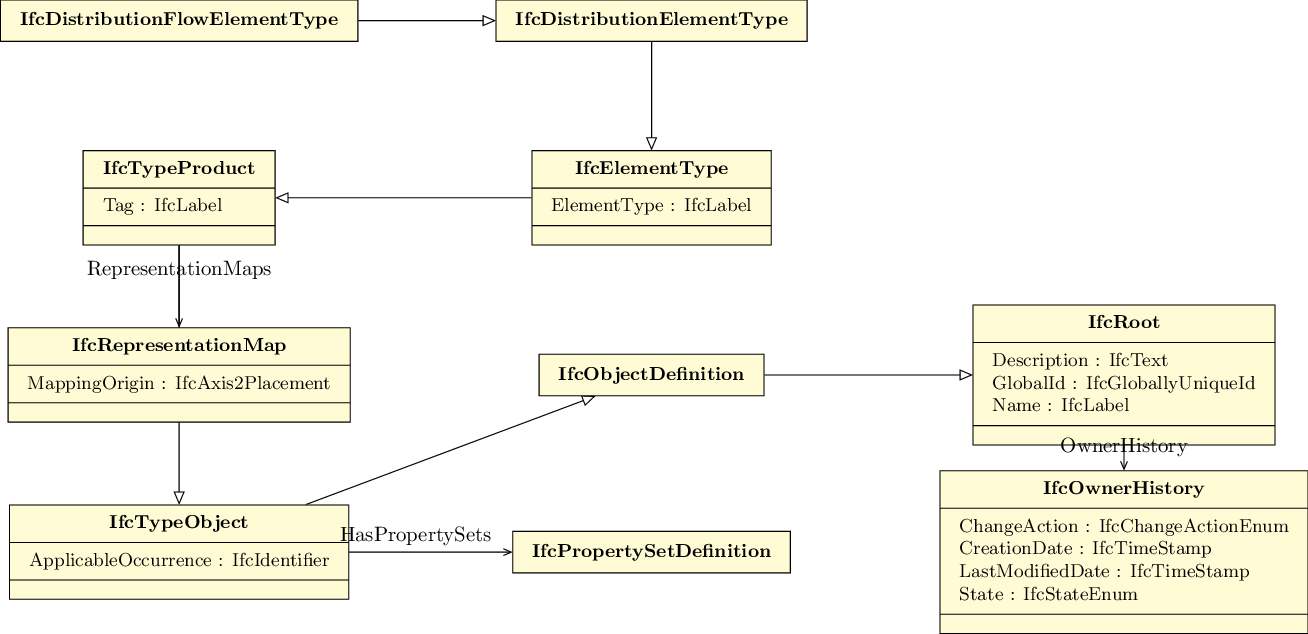 IfcDistributionFlowElementType
IfcDistributionElementType
IfcTypeProduct
Tag : IfcLabel
IfcElementType
ElementType : IfcLabel
RepresentationMaps
IfcRepresentationMap
MappingOrigin : IfcAxis2Placement
IfcObjectDefinition
IfcRoot
Description : IfcText
GlobalId : IfcGloballyUniqueId
Name : IfcLabel
OwnerHistory
IfcTypeObject
ApplicableOccurrence : IfcIdentifier
HasPropertySets
IfcPropertySetDefinition
IfcOwnerHistory
ChangeAction : IfcChangeActionEnum
CreationDate : IfcTimeStamp
LastModifiedDate : IfcTimeStamp
State : IfcStateEnum